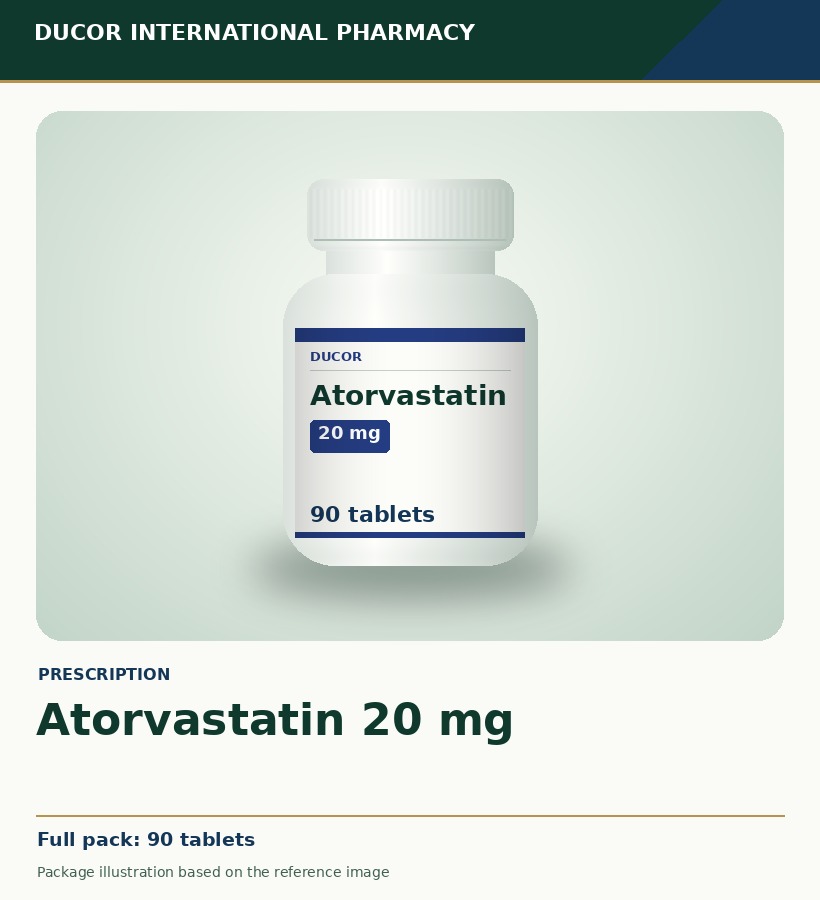 DUCOR INTERNATIONAL PHARMACY
DUCOR
Atorvastatin
20 mg
90 tablets
PRESCRIPTION
Atorvastatin 20 mg
Full pack: 90 tablets
Package illustration based on the reference image